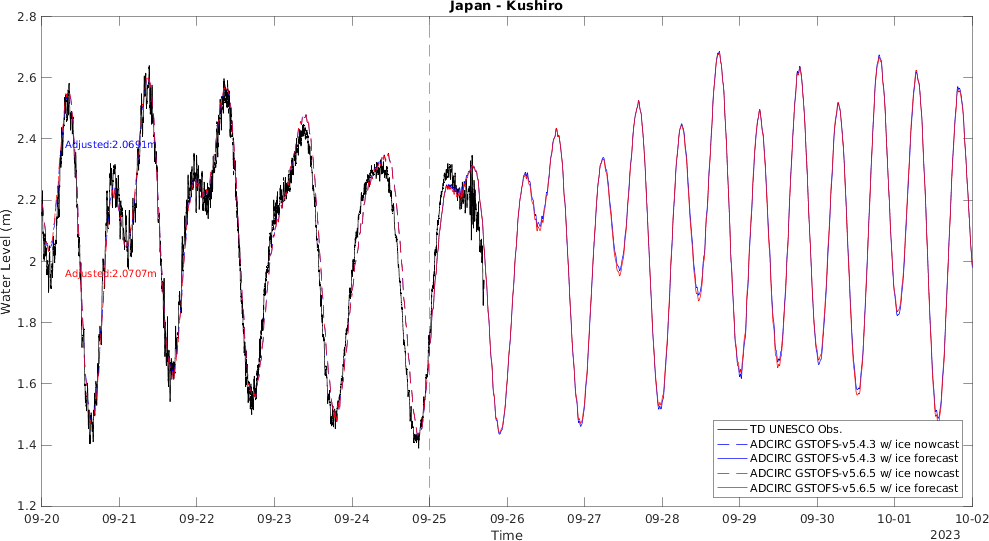 Japan - Kushiro
2.8
2.6
2.4
2.2
2
1.8
1.6
1.4
1.2
Water Level (m)
Adjusted:2.0691m
Adjusted:2.0707m
TD UNESCO Obs.
ADCIRC GSTOFS-v5.4.3 w/ ice nowcast
ADCIRC GSTOFS-v5.4.3 w/ ice forecast
ADCIRC GSTOFS-v5.6.5 w/ ice nowcast
ADCIRC GSTOFS-v5.6.5 w/ ice forecast
09-20 09-21 09-22 09-23 09-24 09-25 09-26 09-27 09-28 09-29 09-30 10-01 10-02
Time
2023